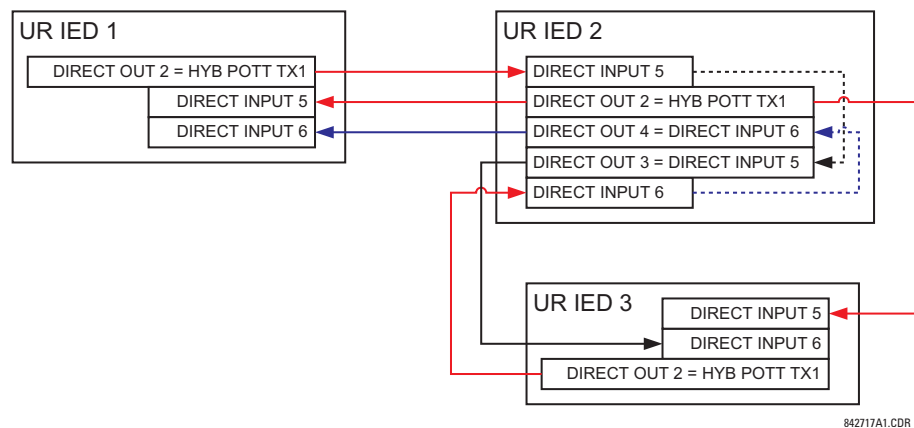 UR IED 1
DIRECT OUT 2 = HYB POTT TX1
DIRECT INPUT 5
DIRECT INPUT 6
UR IED 2
DIRECT INPUT 5
DIRECT OUT 2 = HYB POTT TX1
DIRECT OUT 4 = DIRECT INPUT 6
DIRECT OUT 3 = DIRECT INPUT 5
DIRECT INPUT 6
UR IED 3
DIRECT INPUT 5
DIRECT INPUT 6
DIRECT OUT 2 = HYB POTT TX1
842717A1.CDR